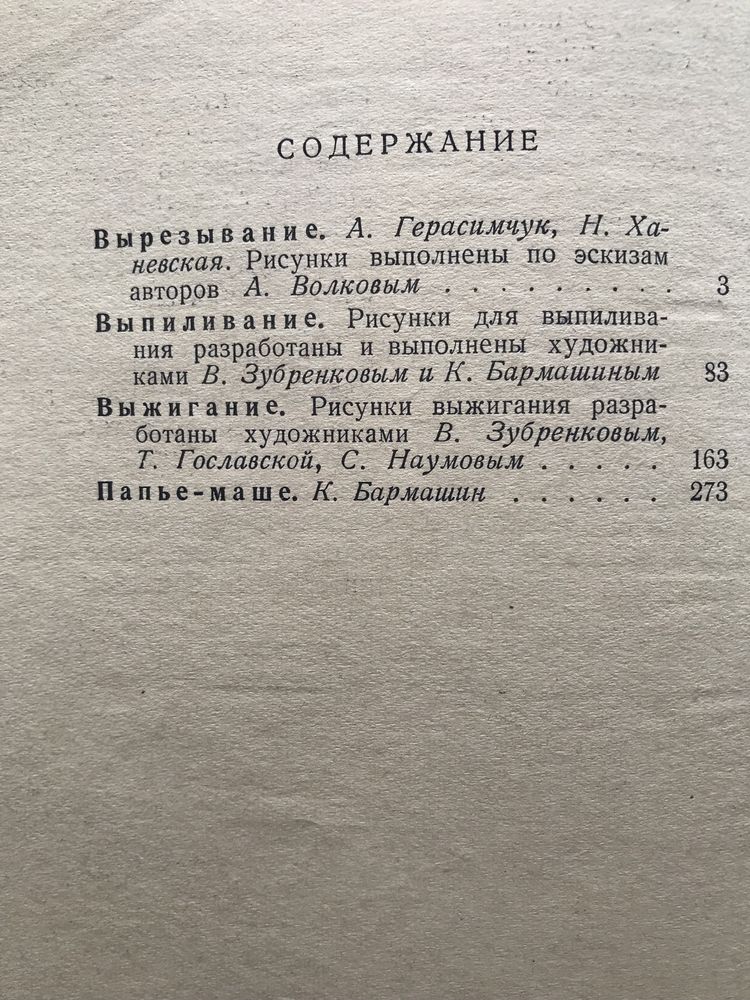 СОДЕРЖАНИЕ
Вырезывание. А. Герасимчук, Н. Ха-
невская. Рисунки выполнены по эскизам
авторов А. Волковым . . . . . . . . . 3
Выпиливание. Рисунки для выпилива-
ния разработаны и выполнены художни-
ками В. Зубренковым и К. Бармашиным 83
Выжигание. Рисунки выжигания разра-
ботаны художниками В. Зубренковым,
Т. Гославской, С. Наумовым . . . . . 163
Папье-маше. К. Бармашин . . . . . . 273